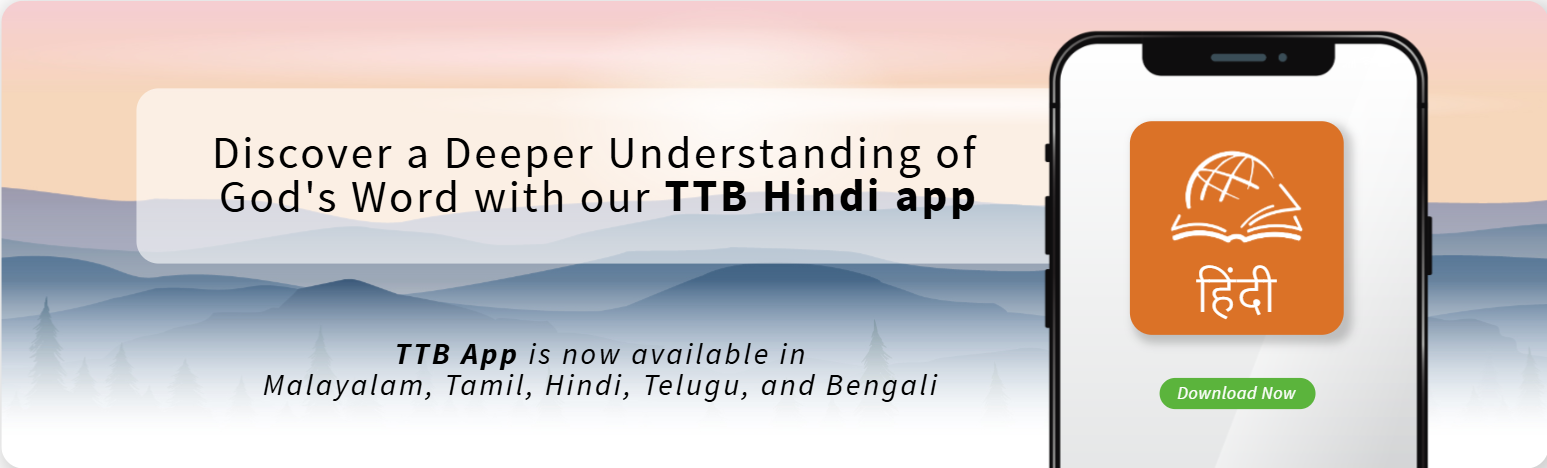 Discover a Deeper Understanding of
God's Word with our TTB Hindi app
TTB App is now available in
Malayalam, Tamil, Hindi, Telugu, and Bengali
हिंदी
Download Now